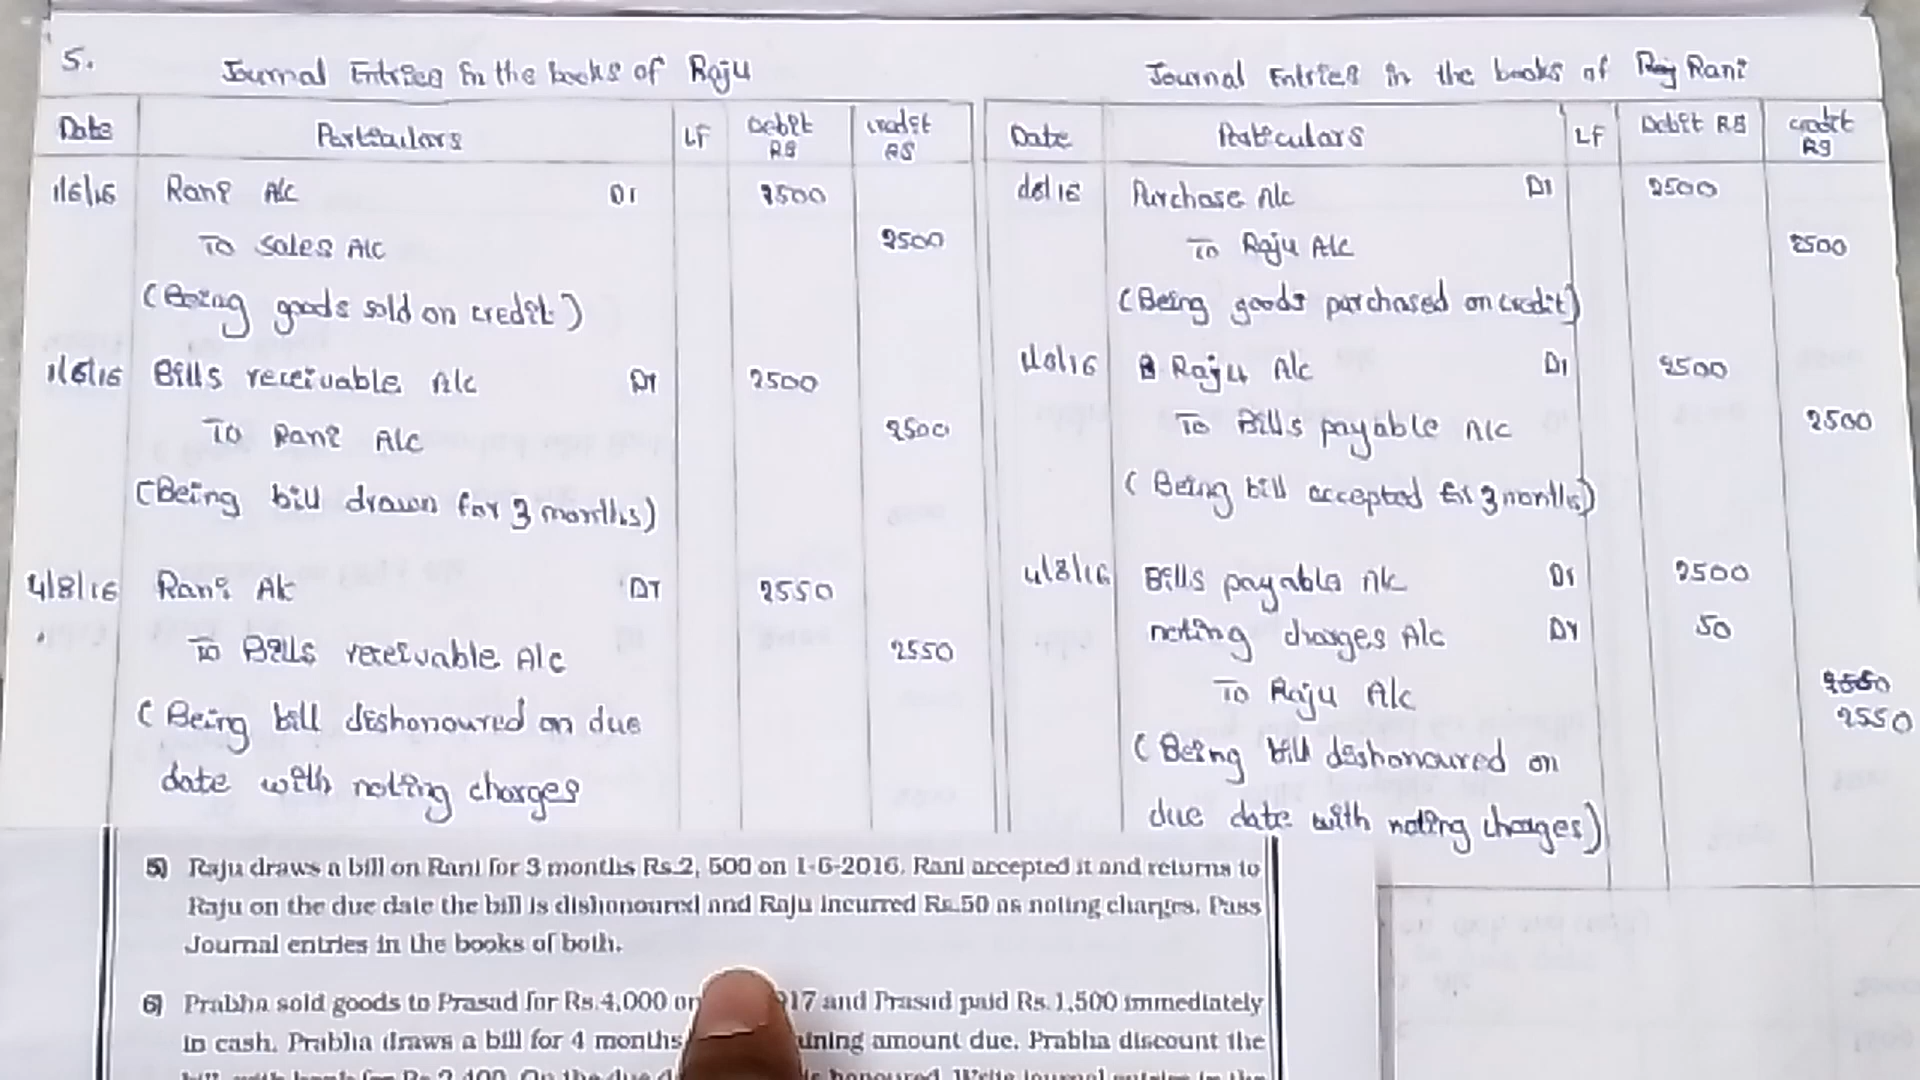 5.
Journal Entries in the books of Raju
Date Particulars LF Debit RS credit RS
1/6/16 Rani A/c Dr 2500
To Sales A/c 2500
(Being goods sold on credit)
1/6/16 Bills receivable A/c Dr 2500
To Rani A/c 2500
(Being bill drawn for 3 months)
4/8/16 Rani A/c Dr 2550
To Bills receivable A/c 2550
(Being bill dishonoured on due
date with noting charges
Journal Entries in the books of Rani
Date Particulars LF Debit RS credit RS
Purchase A/c Dr 2500
To Raju A/c 2500
(Being goods purchased on credit)
Raju A/c Dr 2500
To Bills payable A/c 2500
(Being bill accepted for 3 months)
4/8/16 Bills payable A/c Dr 2500
noting charges A/c Dr 50
To Raju A/c
2550
(Being bill dishonoured on
due date with noting charges)
5) Raju draws a bill on Rani for 3 months Rs.2, 500 on 1-6-2016. Rani accepted it and returns to
Raju on the due date the bill is dishonoured and Raju incurred Rs.50 as noting charges. Pass
Journal entries in the books of both.
6) Prabha sold goods to Prasad for Rs.4,000 on 17 and Prasad paid Rs.1,500 immediately
in cash. Prabha draws a bill for 4 months amount due. Prabha discount the